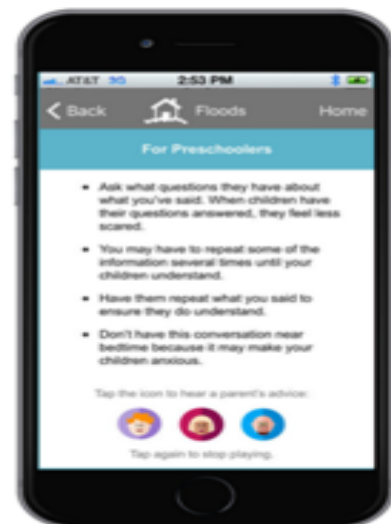 AT&T 3G 2:53 PM
Back Floods Home
For Preschoolers
• Ask what questions they have about
what you've said. When children have
their questions answered, they feel less
scared.
• You may have to repeat some of the
information several times until your
children understand.
• Have them repeat what you said to
ensure they do understand.
• Don't have this conversation near
bedtime because it may make your
children anxious.
Tap the icon to hear a parent's advice:
Tap again to stop playing.